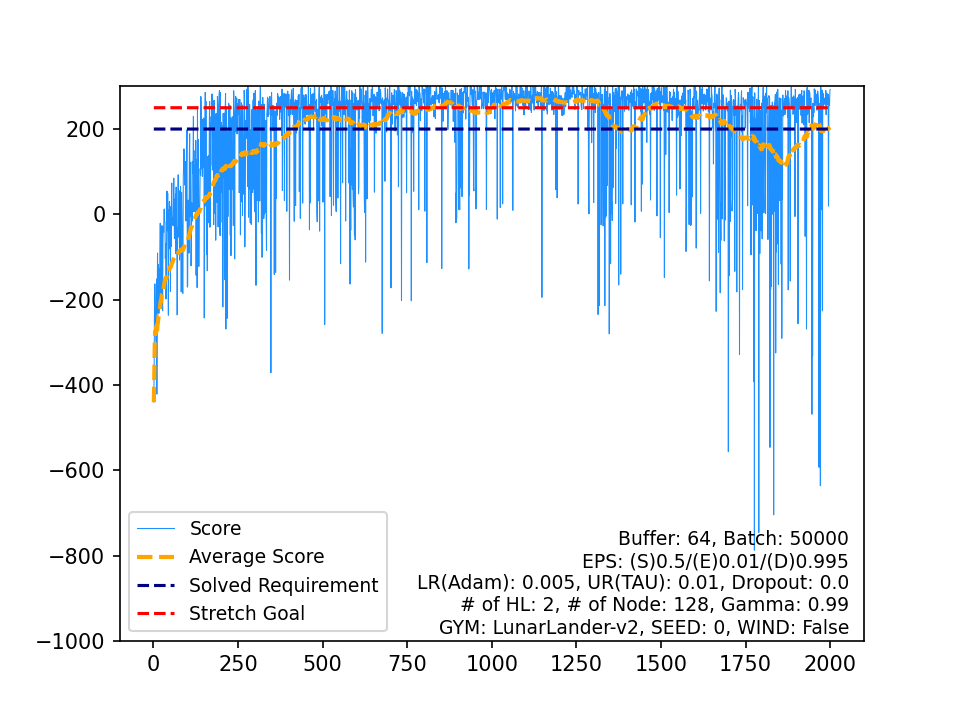 200
0
−200
−400
−600
−800
−1000
0 250 500 750 1000 1250 1500 1750 2000
Score
Average Score
Solved Requirement
Stretch Goal
Buffer: 64, Batch: 50000
EPS: (S)0.5/(E)0.01/(D)0.995
LR(Adam): 0.005, UR(TAU): 0.01, Dropout: 0.0
# of HL: 2, # of Node: 128, Gamma: 0.99
GYM: LunarLander-v2, SEED: 0, WIND: False